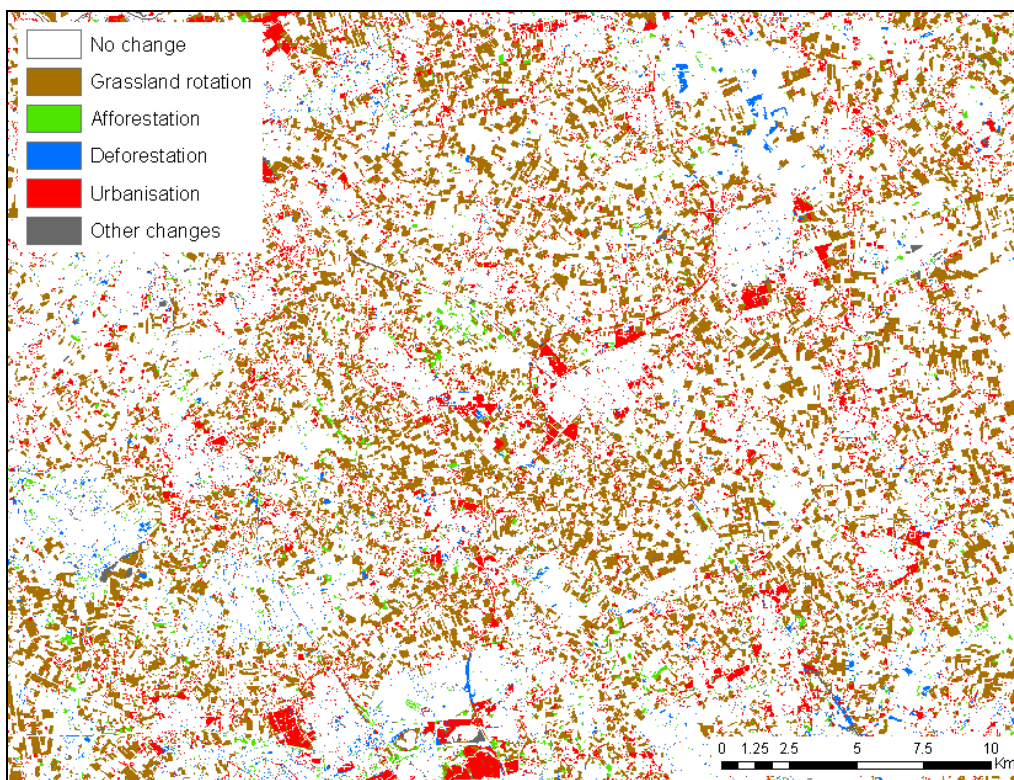 No change
Grassland rotation
Afforestation
Deforestation
Urbanisation
Other changes
0 1.25 2.5 5 7.5 10
Km